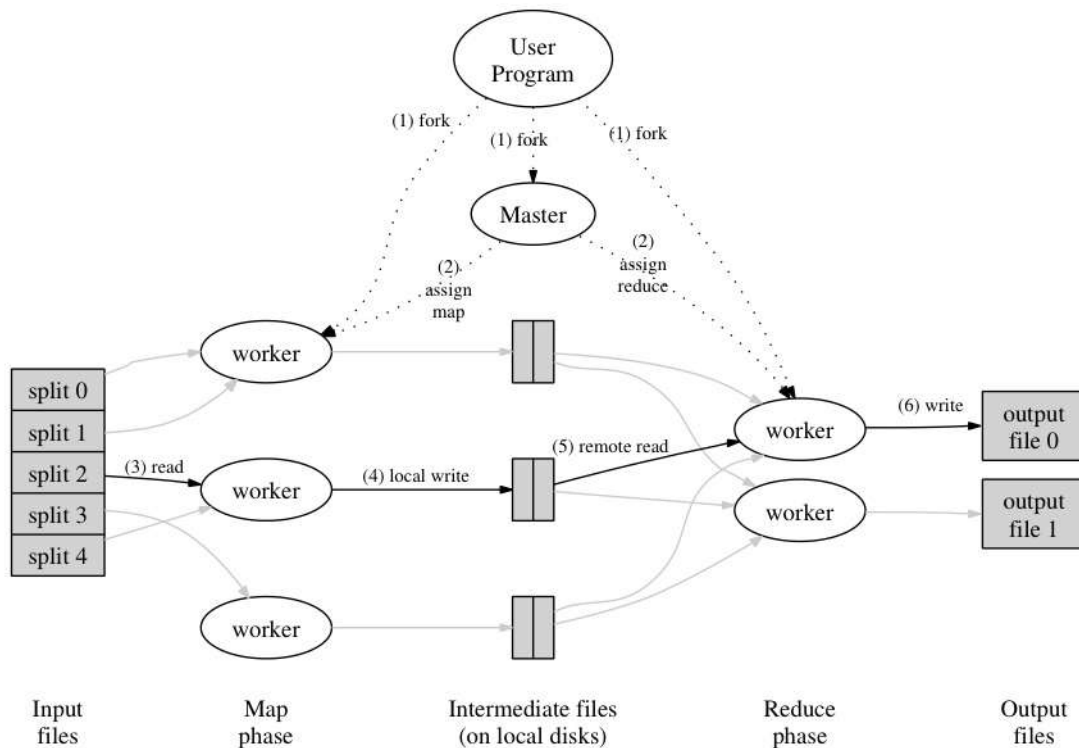 User
Program
(1) fork
(1) fork
(1) fork
Master
(2)
assign
map
(2)
assign
reduce
worker
split 0
split 1
split 2
split 3
split 4
(3) read
worker
(4) local write
(5) remote read
worker
(6) write
output
file 0
worker
output
file 1
worker
Input
files
Map
phase
Intermediate files
(on local disks)
Reduce
phase
Output
files